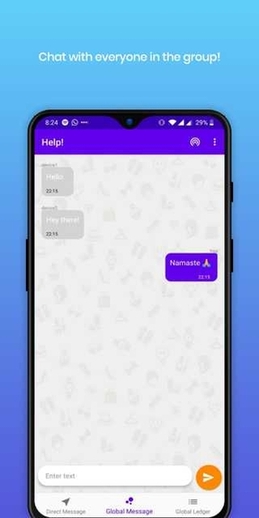 Chat with everyone in the group!
8:24
29%
Help!
Hello
22:15
Hey there!
22:15
Namaste 🙏
22:15
Enter text
Direct Message
Global Message
Global Ledger